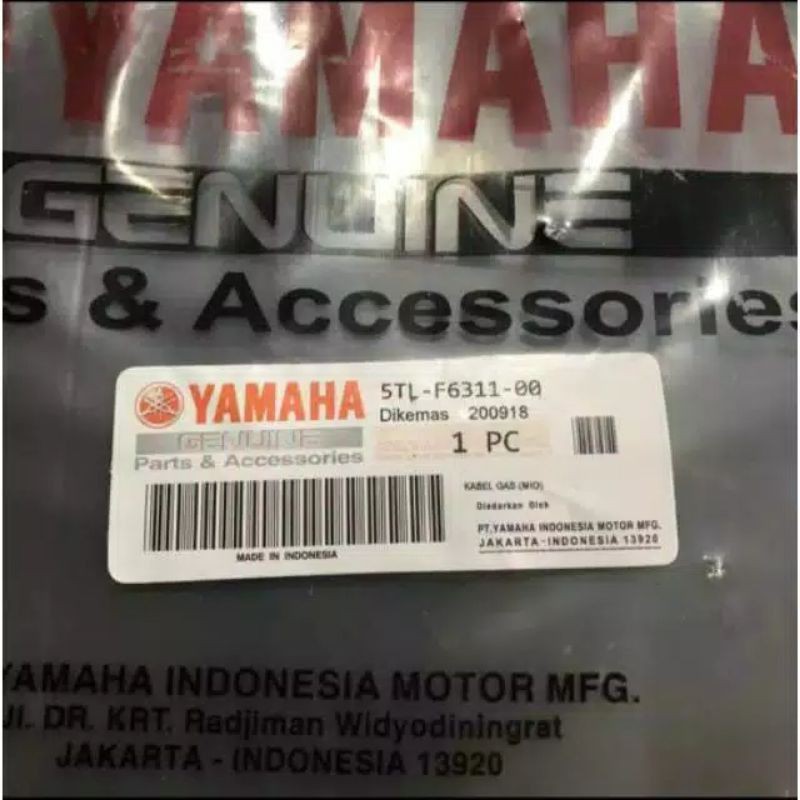 YAMAHA
GENUINE
s & Accessories
YAMAHA
GENUINE
Parts & Accessories
5TL-F6311-00
Dikemas 200918
1 PC
KABEL GAS (MIO)
Diedarkan Oleh
PT.YAMAHA INDONESIA MOTOR MFG.
JAKARTA-INDONESIA 13920
MADE IN INDONESIA
YAMAHA INDONESIA MOTOR MFG.
Jl. DR. KRT. Radjiman Widyodiningrat
JAKARTA - INDONESIA 13920